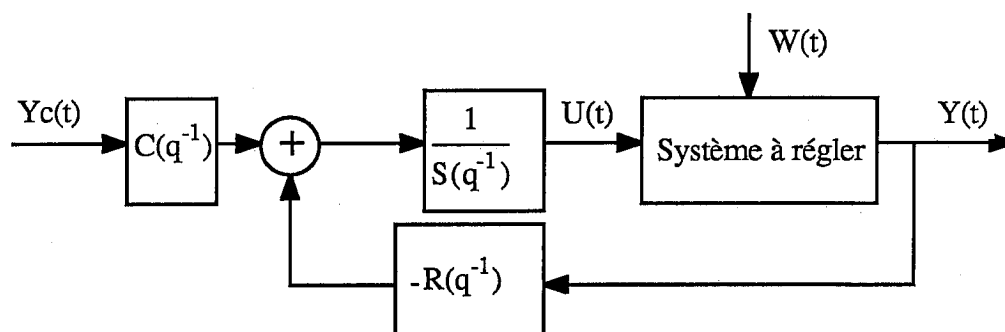 W(t)
Yc(t)
C(q⁻¹)
+
1
S(q⁻¹)
U(t)
Système à régler
Y(t)
-R(q⁻¹)